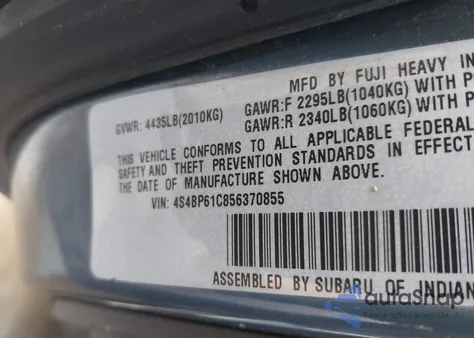 MFD BY FUJI HEAVY IN
GVWR: 4435LB(2010KG) GAWR:F 2295LB(1040KG) WITH P
GAWR:R 2340LB(1060KG) WITH P
THIS VEHICLE CONFORMS TO ALL APPLICABLE FEDERAL
SAFETY AND THEFT PREVENTION STANDARDS IN EFFECT
THE DATE OF MANUFACTURE SHOWN ABOVE.
VIN: 4S4BP61C856370855
ASSEMBLED BY SUBARU OF INDIAN
autashop